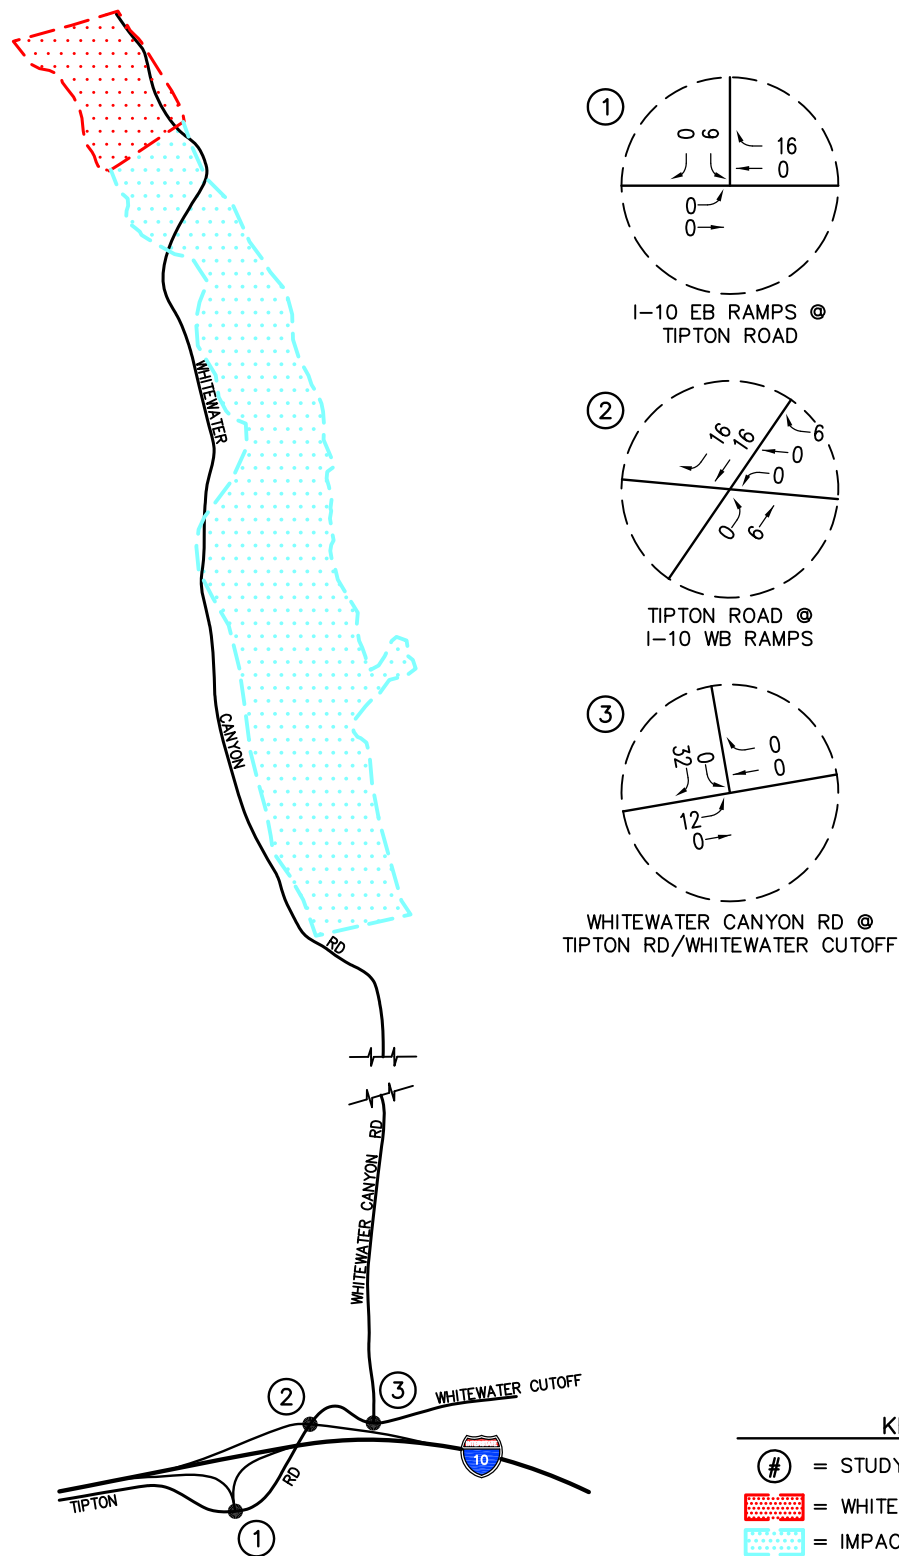 1
0
6
16
0
0
0
I-10 EB RAMPS @
TIPTON ROAD
2
16
16
6
0
0
0
6
TIPTON ROAD @
I-10 WB RAMPS
3
32
0
0
0
12
0
WHITEWATER CANYON RD @
TIPTON RD/WHITEWATER CUTOFF
WHITEWATER
CANYON
RD
WHITEWATER CANYON RD
2
3
WHITEWATER CUTOFF
10
RD
TIPTON
1
# = STUDY
= WHITE
= IMPAC